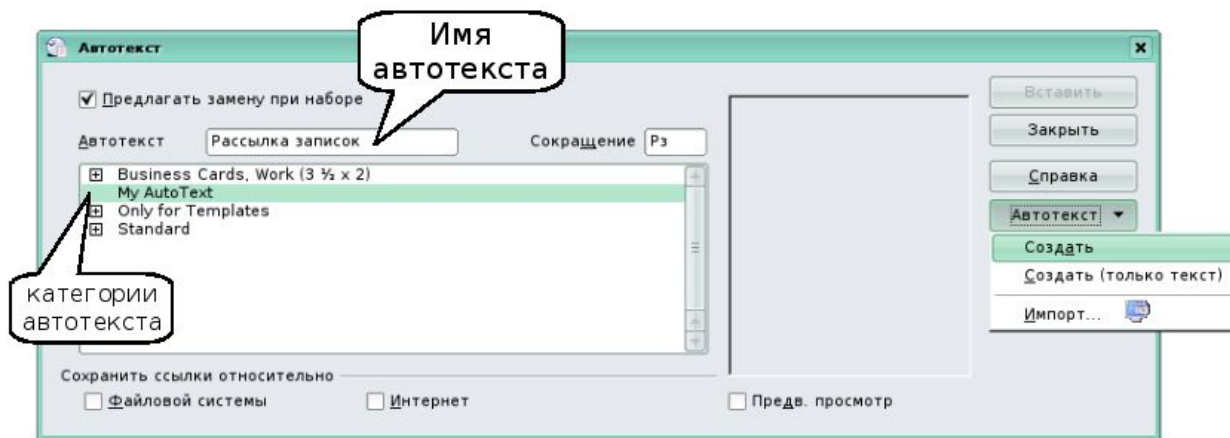 Имя
автотекста
Автотекст
Предлагать замену при наборе
Вставить
Автотекст Рассылка записок Сокращение Рз
Закрыть
Business Cards, Work (3 ½ x 2)
My AutoText
Only for Templates
Standard
Справка
Автотекст
Создать
Создать (только текст)
Импорт...
категории
автотекста
Сохранить ссылки относительно
Файловой системы Интернет Предв. просмотр